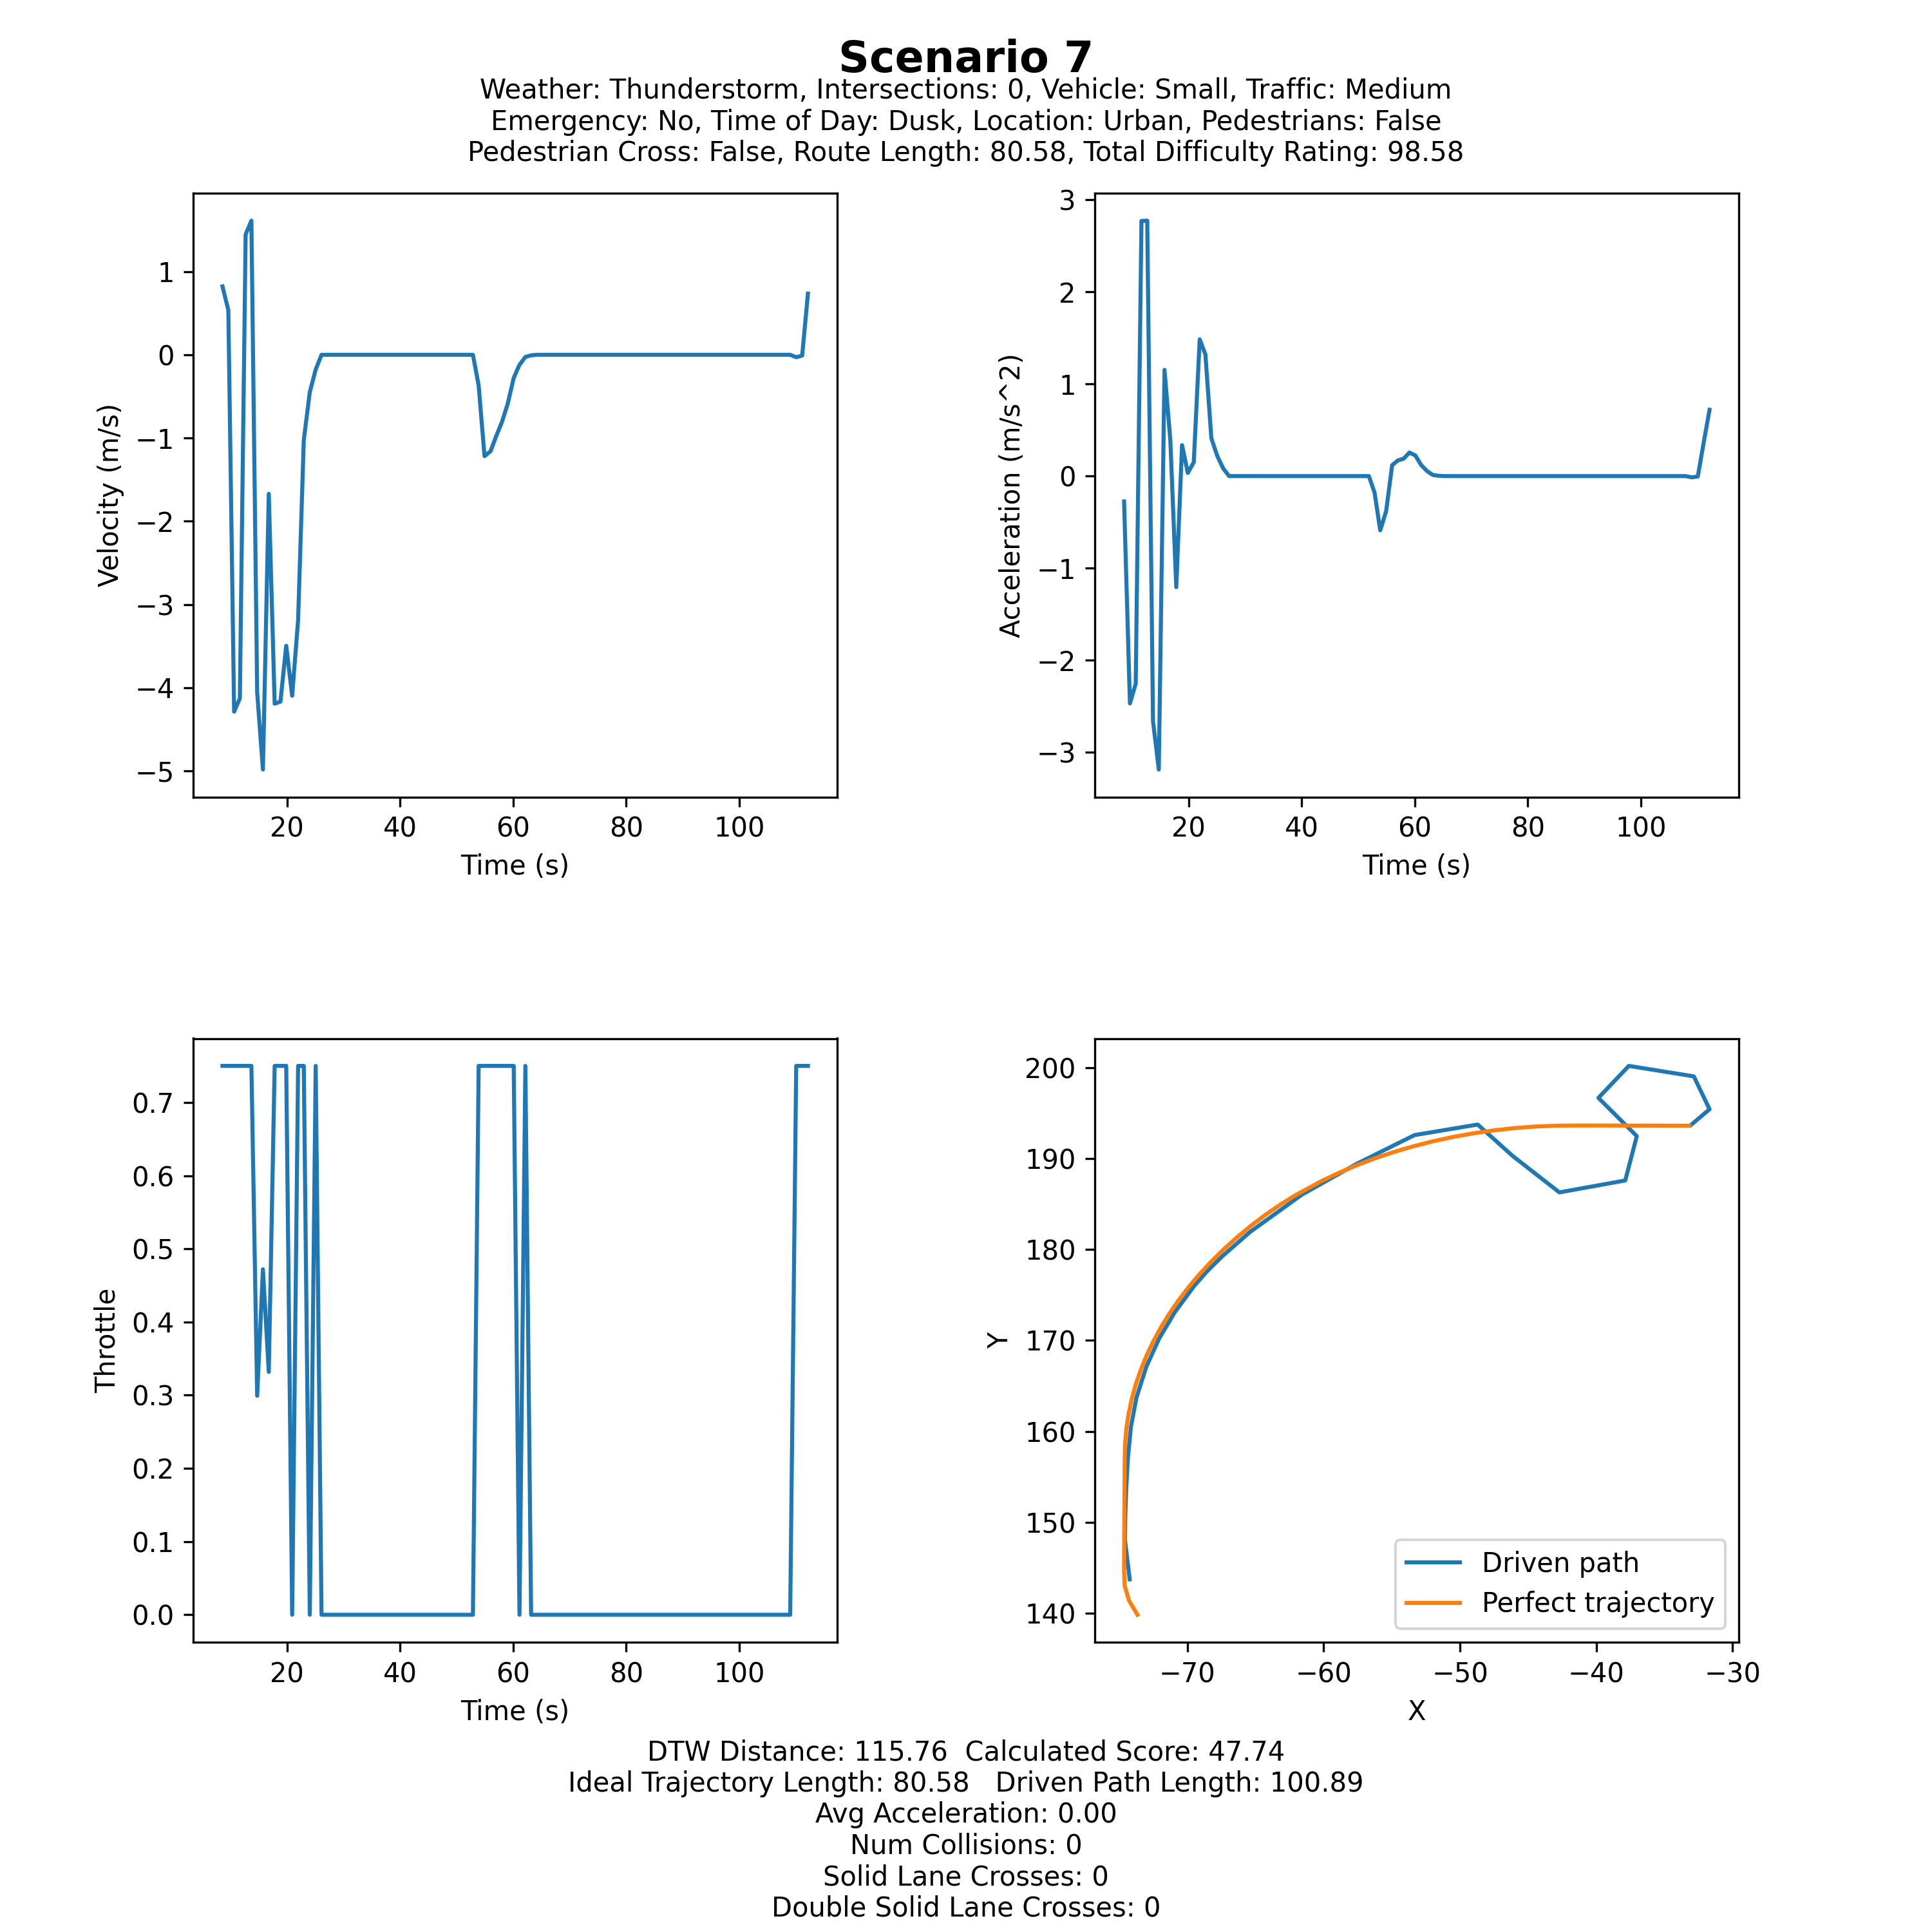 Scenario 7
Weather: Thunderstorm, Intersections: 0, Vehicle: Small, Traffic: Medium
Emergency: No, Time of Day: Dusk, Location: Urban, Pedestrians: False
Pedestrian Cross: False, Route Length: 80.58, Total Difficulty Rating: 98.58
Velocity (m/s)
1
0
−1
−2
−3
−4
−5
20 40 60 80 100
Time (s)
Acceleration (m/s^2)
3
2
1
0
−1
−2
−3
20 40 60 80 100
Time (s)
Throttle
0.7
0.6
0.5
0.4
0.3
0.2
0.1
0.0
20 40 60 80 100
Time (s)
Y
200
190
180
170
160
150
140
Driven path
Perfect trajectory
−70 −60 −50 −40 −30
X
DTW Distance: 115.76 Calculated Score: 47.74
Ideal Trajectory Length: 80.58 Driven Path Length: 100.89
Avg Acceleration: 0.00
Num Collisions: 0
Solid Lane Crosses: 0
Double Solid Lane Crosses: 0